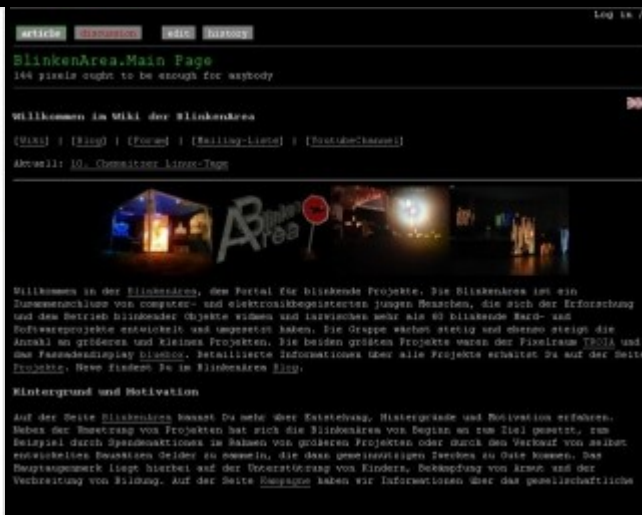 Log in /
article discussion edit history
BlinkenArea.Main Page
144 pixels ought to be enough for anybody
Willkommen im Wiki der BlinkenArea
[Wiki] | [Blog] | [Forum] | [Mailing-Liste] | [YoutubeChannel]
Aktuell: 10. Chemnitzer Linux-Tage
Blinken
Area
Willkommen in der BlinkenArea, dem Portal für blinkende Projekte. Die BlinkenArea ist ein
Zusammenschluss von computer- und elektronikbegeisterten jungen Menschen, die sich der Erforschung
und dem Betrieb blinkender Objekte widmen und inzwischen mehr als 60 blinkende Hard- und
Softwareprojekte entwickelt und umgesetzt haben. Die Gruppe wächst stetig und ebenso steigt die
Anzahl an größeren und kleinen Projekten. Die beiden größten Projekte waren der Pixelraum TROIA und
das Fassadendisplay bluebox. Detaillierte Informationen über alle Projekte erhältst Du auf der Seite
Projekte. News findest Du im BlinkenArea Blog.
Hintergrund und Motivation
Auf der Seite BlinkenArea kannst Du mehr über Entstehung, Hintergründe und Motivation erfahren.
Neben der Umsetzung von Projekten hat sich die BlinkenArea von Beginn an zum Ziel gesetzt, zum
Beispiel durch Spendenaktionen im Rahmen von größeren Projekten oder durch den Verkauf von selbst
entwickelten Bausätzen Gelder zu sammeln, die dann gemeinnützigen Zwecken zu Gute kommen. Das
Hauptaugenmerk liegt hierbei auf der Unterstützung von Kindern, Bekämpfung von Armut und der
Verbreitung von Bildung. Auf der Seite Kampagne haben wir Informationen über das gesellschaftliche